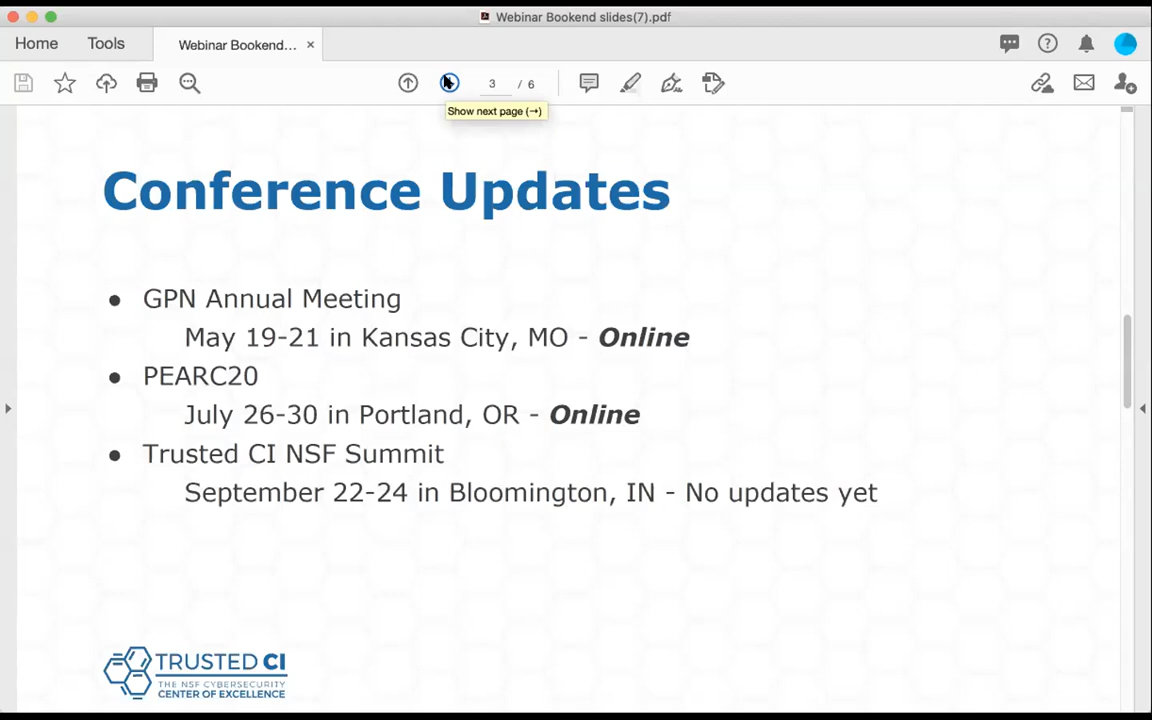 Webinar Bookend slides(7).pdf
Home
Tools
Webinar Bookend... ×
3 / 6
Show next page (→)
Conference Updates
● GPN Annual Meeting
May 19-21 in Kansas City, MO - Online
● PEARC20
July 26-30 in Portland, OR - Online
● Trusted CI NSF Summit
September 22-24 in Bloomington, IN - No updates yet
TRUSTED CI
THE NSF CYBERSECURITY
CENTER OF EXCELLENCE